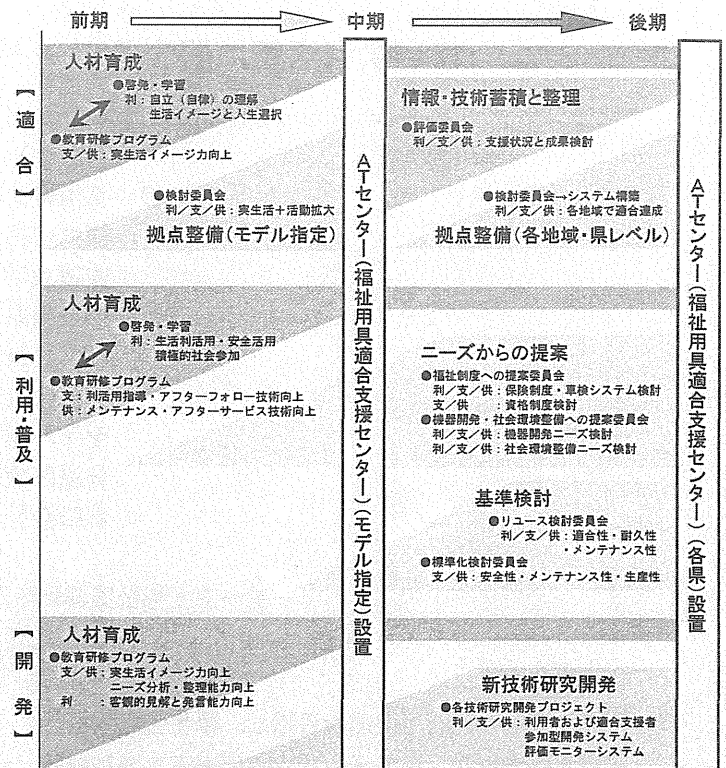 前期
中期
後期
【適合】
人材育成
●啓発・学習
利：自立（自律）の理解
生活イメージと人生選択
●教育研修プログラム
支／供：実生活イメージ力向上
●検討委員会
利／支／供：実生活＋活動拡大
拠点整備（モデル指定）
情報・技術蓄積と整理
●評価委員会
利／支／供：支援状況と成果検討
●検討委員会→システム構築
利／支／供：各地域で適合達成
拠点整備（各地域・県レベル）
【利用・普及】
人材育成
●啓発・学習
利：生活利活用・安全活用
積極的社会参加
●教育研修プログラム
支：利活用指導・アフターフォロー技術向上
供：メンテナンス・アフターサービス技術向上
ニーズからの提案
●福祉制度への提案委員会
利／支／供：保険制度・車検システム検討
支／供　　：資格制度検討
●機器開発・社会環境整備への提案委員会
利／支／供：機器開発ニーズ検討
利／支／供：社会環境整備ニーズ検討
基準検討
●リユース検討委員会
利／支／供：適合性・耐久性
・メンテナンス性
●標準化検討委員会
支／供：安全性・メンテナンス性・生産性
【開発】
人材育成
●教育研修プログラム
支／供：実生活イメージ力向上
ニーズ分析・整理能力向上
利　　：客観的見解と発言能力向上
新技術研究開発
●各技術研究開発プロジェクト
利／支／供：利用者および適合支援者
参加型開発システム
評価モニターシステム
ATセンター（福祉用具適合支援センター）（モデル指定）設置
ATセンター（福祉用具適合支援センター）（各県）設置